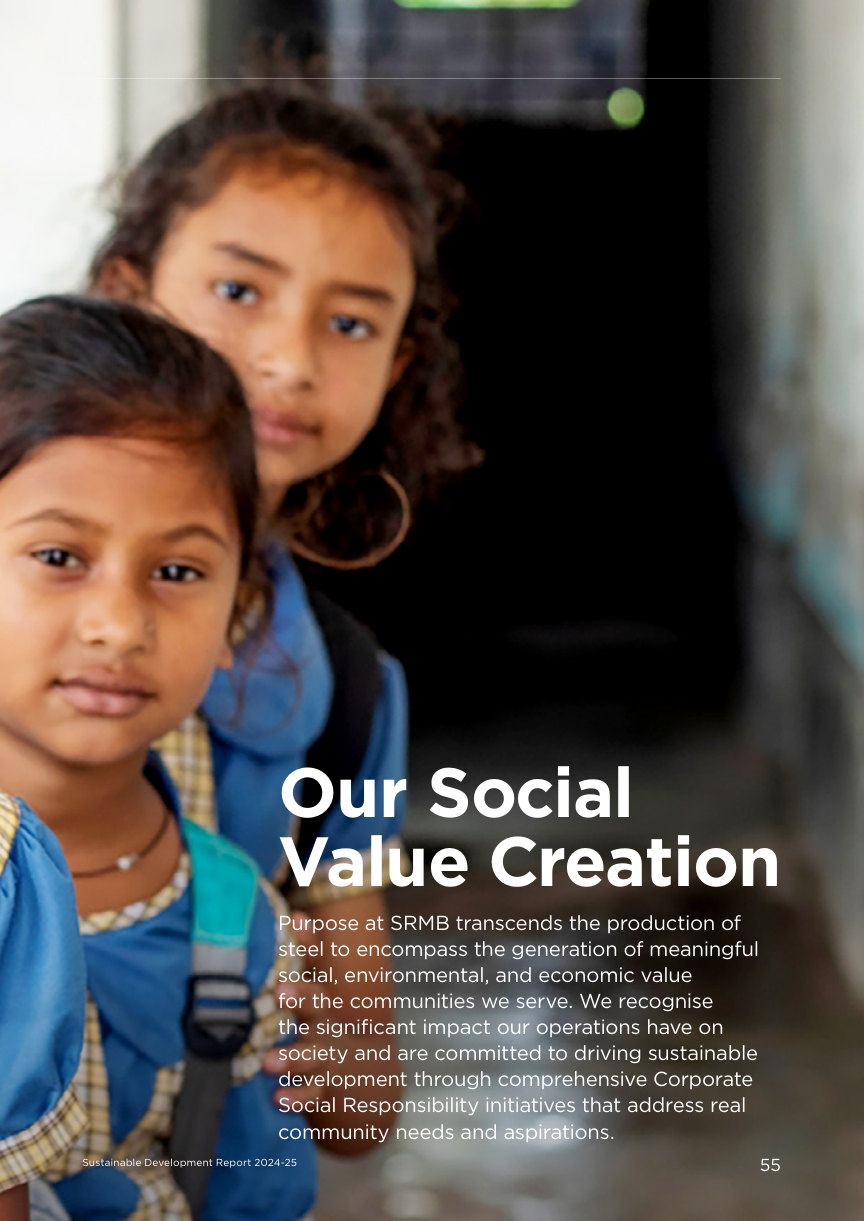 Our Social
Value Creation
Purpose at SRMB transcends the production of
steel to encompass the generation of meaningful
social, environmental, and economic value
for the communities we serve. We recognise
the significant impact our operations have on
society and are committed to driving sustainable
development through comprehensive Corporate
Social Responsibility initiatives that address real
community needs and aspirations.
Sustainable Development Report 2024-25
55